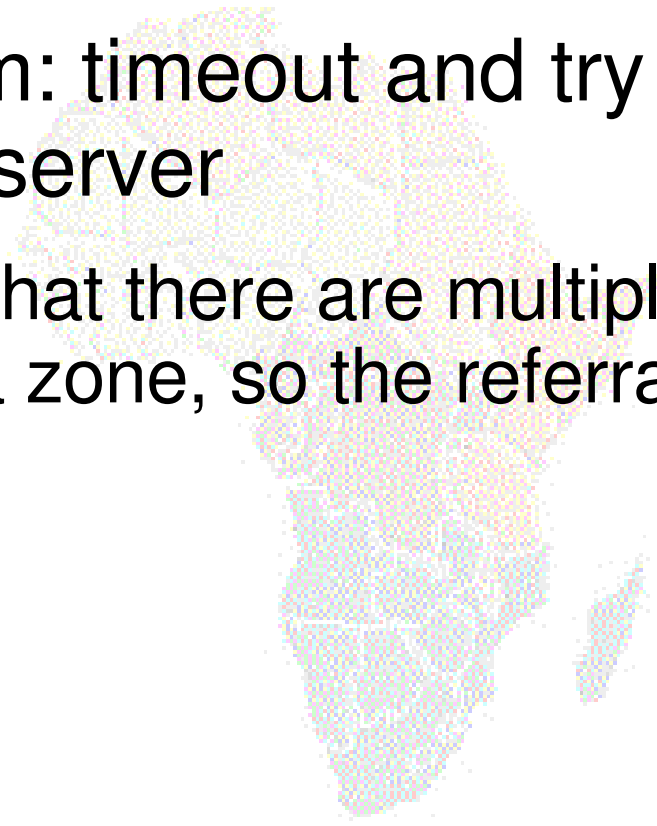 m: timeout and try
server
hat there are multipl
a zone, so the referra